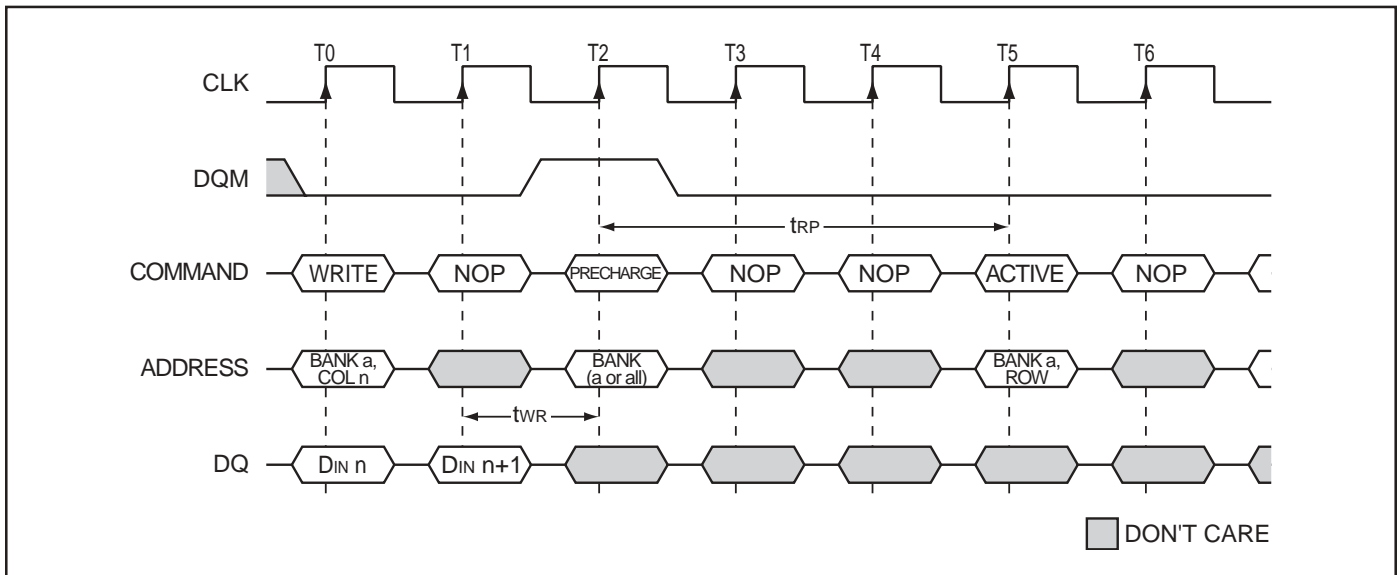 T0 T1 T2 T3 T4 T5 T6
CLK
DQM
tRP
COMMAND WRITE NOP PRECHARGE NOP NOP ACTIVE NOP
ADDRESS BANK a, COL n BANK (a or all) BANK a, ROW
tWR
DQ DIN n DIN n+1
DON'T CARE